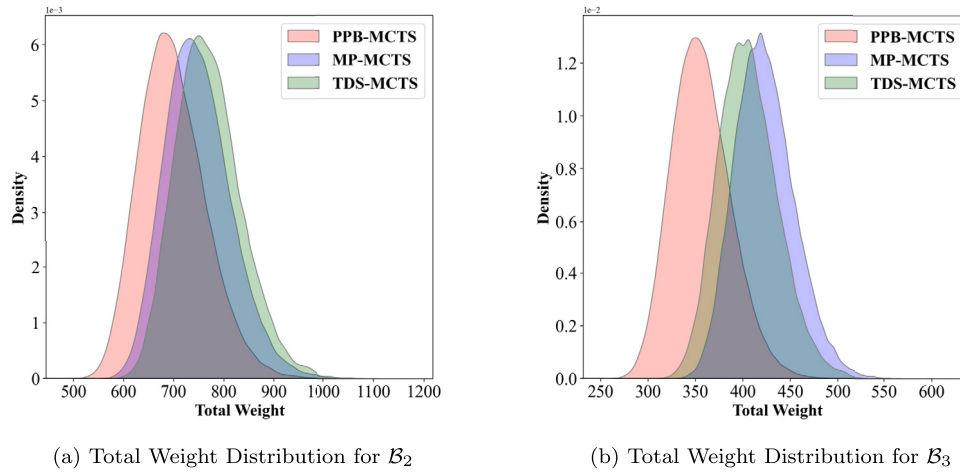 1e−3
6
5
4
3
2
1
0
Density
PPB-MCTS
MP-MCTS
TDS-MCTS
500 600 700 800 900 1000 1100 1200
Total Weight
(a) Total Weight Distribution for 𝓑₂
1e−2
1.2
1.0
0.8
0.6
0.4
0.2
0.0
Density
PPB-MCTS
MP-MCTS
TDS-MCTS
250 300 350 400 450 500 550 600
Total Weight
(b) Total Weight Distribution for 𝓑₃